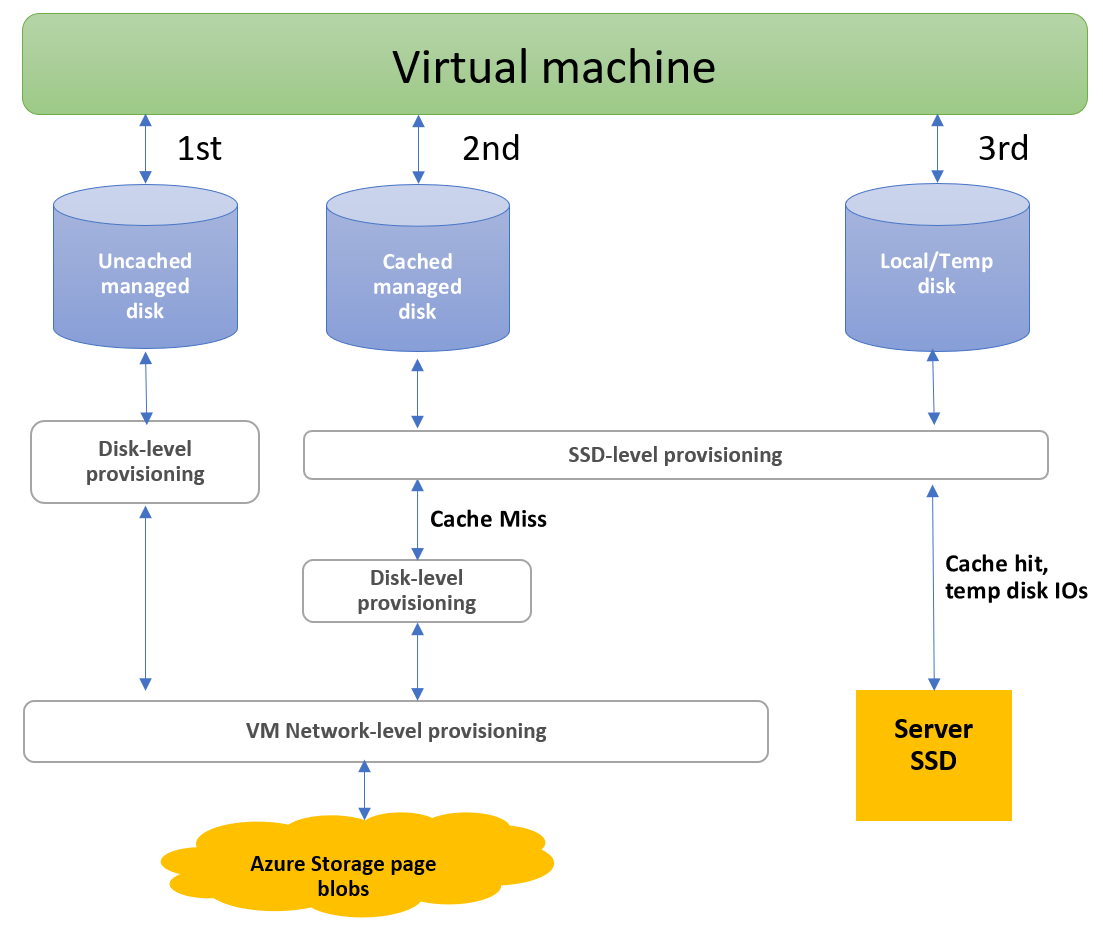 Virtual machine
1st
2nd
3rd
Uncached
managed
disk
Cached
managed
disk
Local/Temp
disk
Disk-level
provisioning
SSD-level provisioning
Cache Miss
Cache hit,
temp disk IOs
Disk-level
provisioning
VM Network-level provisioning
Server
SSD
Azure Storage page
blobs